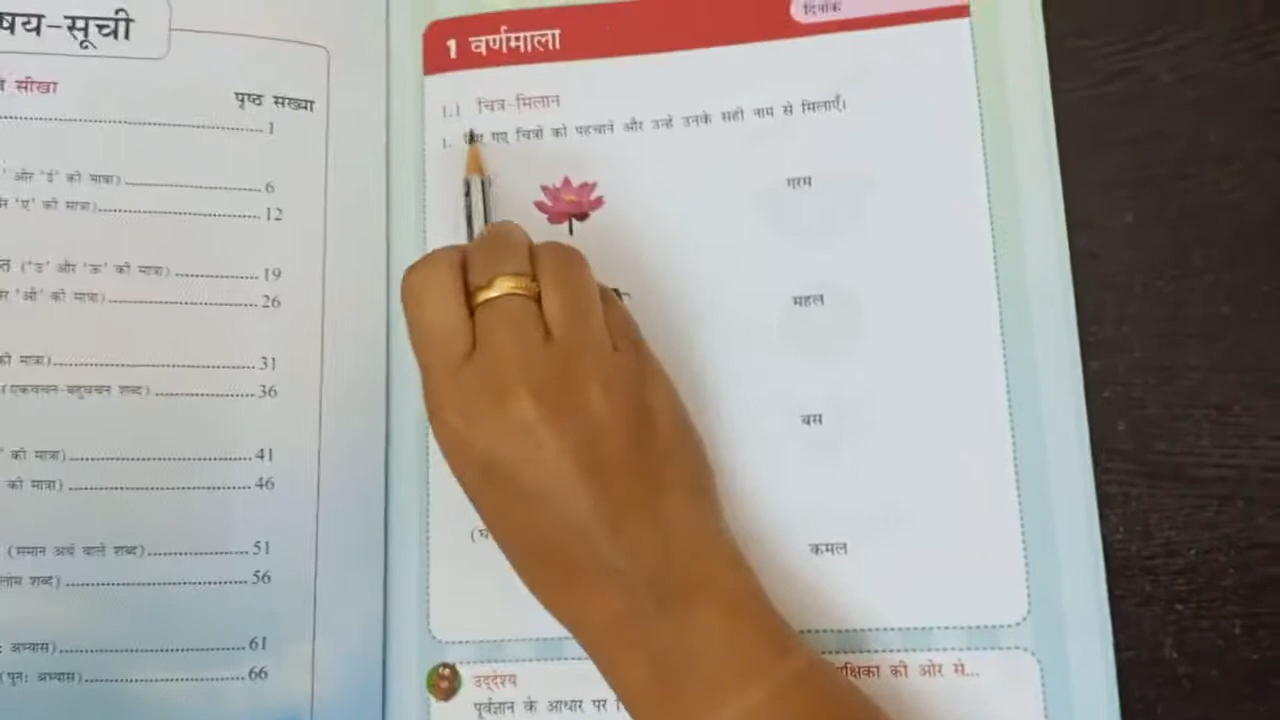 षय-सूची
सीखा
पृष्ठ संख्या
1
' और 'ई' की मात्रा) 6
'ए' की मात्रा) 12
('उ' और 'ऊ' की मात्रा) 19
'औ' की मात्रा) 26
की मात्रा) 31
(एकवचन-बहुवचन शब्द) 36
' की मात्रा) 41
की मात्रा) 46
(समान अर्थ वाले शब्द) 51
शब्द) 56
अभ्यास) 61
(पुनः अभ्यास) 66
दिनांक
1 वर्णमाला
1.1 चित्र-मिलान
1. गए चित्रों को पहचानें और उन्हें उनके सही नाम से मिलाएँ।
गरम
महल
बस
कमल
उद्देश्य
की ओर से...
पूर्वज्ञान के आधार पर